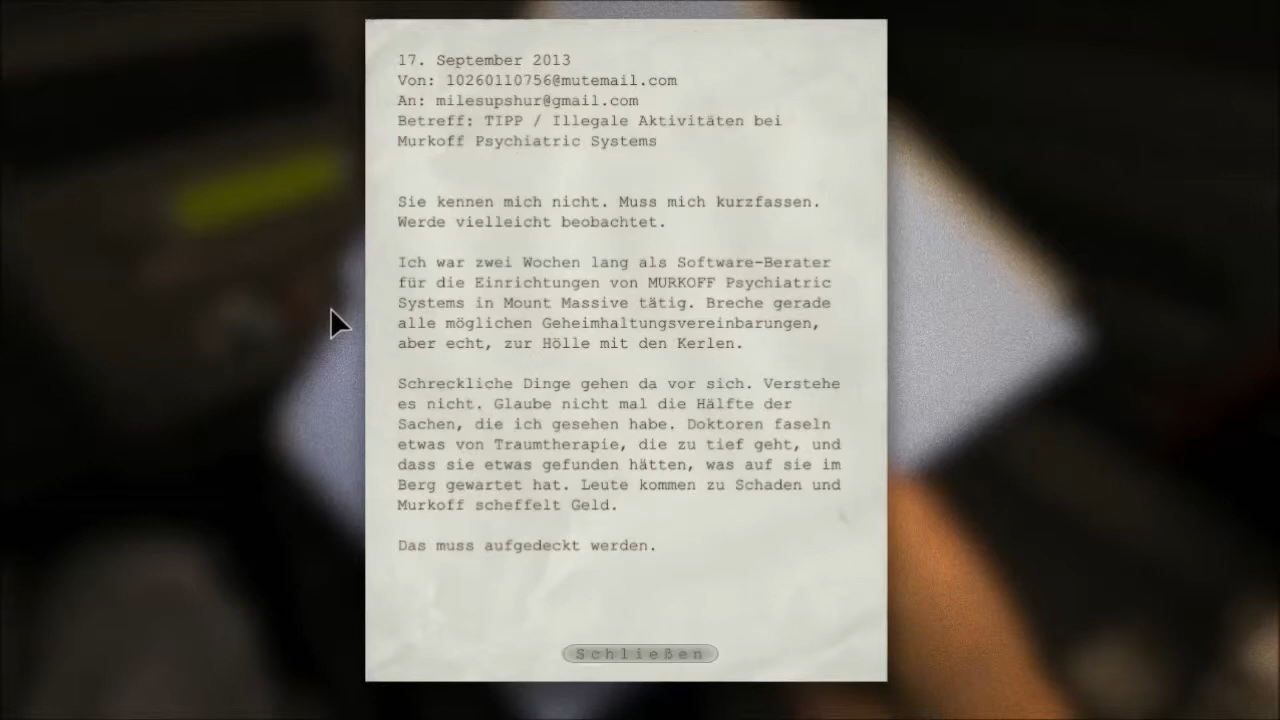 17. September 2013
Von: 10260110756@mutemail.com
An: milesupshur@gmail.com
Betreff: TIPP / Illegale Aktivitäten bei
Murkoff Psychiatric Systems
Sie kennen mich nicht. Muss mich kurzfassen.
Werde vielleicht beobachtet.
Ich war zwei Wochen lang als Software-Berater
für die Einrichtungen von MURKOFF Psychiatric
Systems in Mount Massive tätig. Breche gerade
alle möglichen Geheimhaltungsvereinbarungen,
aber echt, zur Hölle mit den Kerlen.
Schreckliche Dinge gehen da vor sich. Verstehe
es nicht. Glaube nicht mal die Hälfte der
Sachen, die ich gesehen habe. Doktoren faseln
etwas von Traumtherapie, die zu tief geht, und
dass sie etwas gefunden hätten, was auf sie im
Berg gewartet hat. Leute kommen zu Schaden und
Murkoff scheffelt Geld.
Das muss aufgedeckt werden.
Schließen